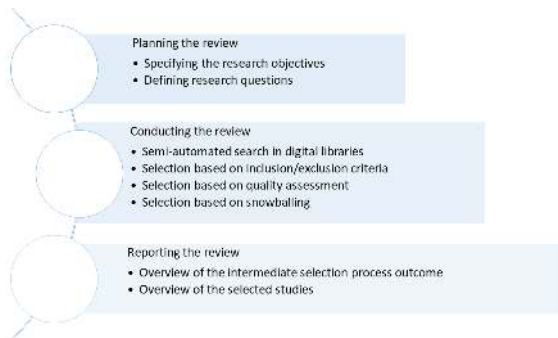 Planning the review
• Specifying the research objectives
• Defining research questions
Conducting the review
• Semi-automated search in digital libraries
• Selection based on inclusion/exclusion criteria
• Selection based on quality assessment
• Selection based on snowballing
Reporting the review
• Overview of the intermediate selection process outcome
• Overview of the selected studies